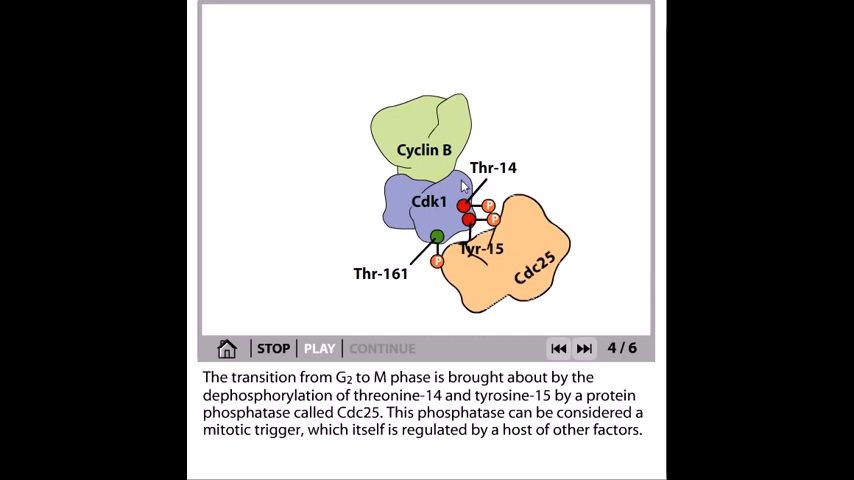 Cyclin B
Thr-14
Cdk1
P
P
Tyr-15
Thr-161
P
Cdc25
STOP PLAY CONTINUE 4 / 6
The transition from G2 to M phase is brought about by the
dephosphorylation of threonine-14 and tyrosine-15 by a protein
phosphatase called Cdc25. This phosphatase can be considered a
mitotic trigger, which itself is regulated by a host of other factors.